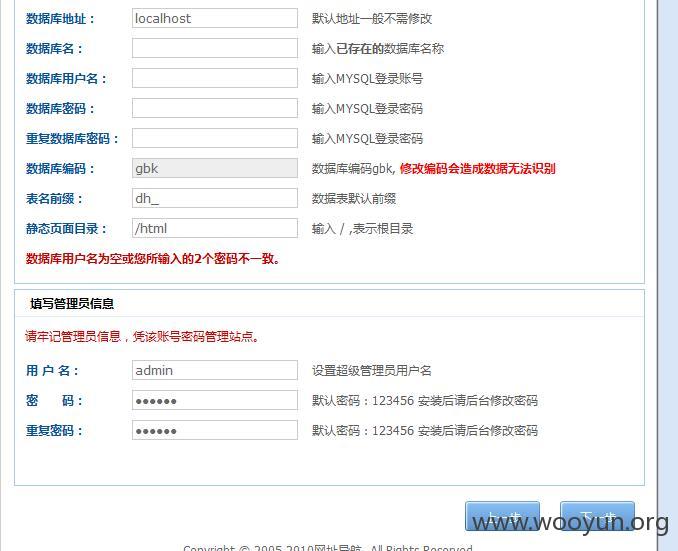 数据库地址： localhost 默认地址一般不需修改
数据库名： 输入已存在的数据库名称
数据库用户名： 输入MYSQL登录账号
数据库密码： 输入MYSQL登录密码
重复数据库密码： 输入MYSQL登录密码
数据库编码： gbk 数据库编码gbk, 修改编码会造成数据无法识别
表名前缀： dh_ 数据表默认前缀
静态页面目录： /html 输入 / ,表示根目录
数据库用户名为空或您所输入的2个密码不一致。
填写管理员信息
请牢记管理员信息，凭该账号密码管理站点。
用 户 名： admin 设置超级管理员用户名
密 码： ●●●●●● 默认密码：123456 安装后请后台修改密码
重复密码： ●●●●●● 默认密码：123456 安装后请后台修改密码
上一步 下一步
www.wooyun.org
Copyright © 2005-2010网址导航, All Rights Reserved